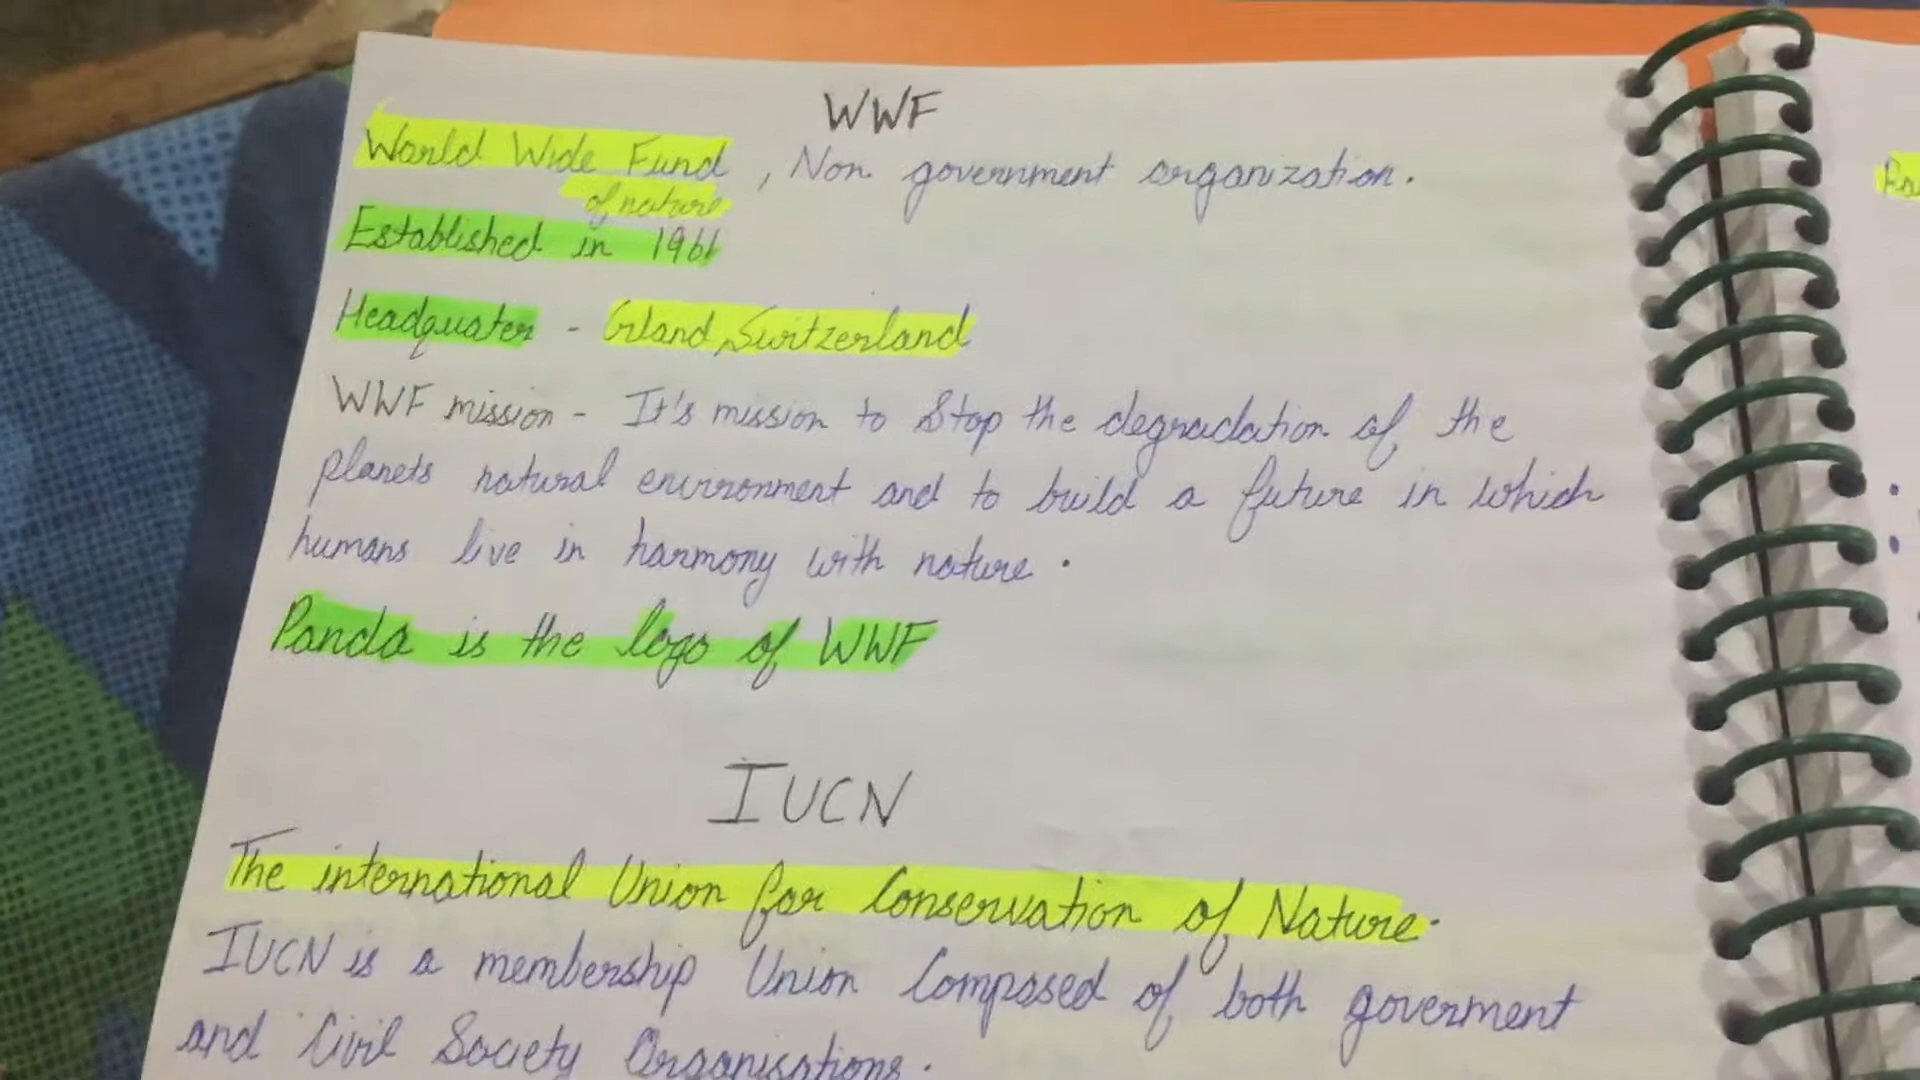 WWF
World Wide Fund , Non government organization.
of nature
Established in 1961
Headquater - Gland, Switzerland
WWF mission - It's mission to Stop the degradation of the
planets natural environment and to build a future in which
humans live in harmony with nature .
Panda is the logo of WWF
IUCN
The international Union for Conservation of Nature.
IUCN is a membership Union Composed of both goverment
and Civil Society Organisations .